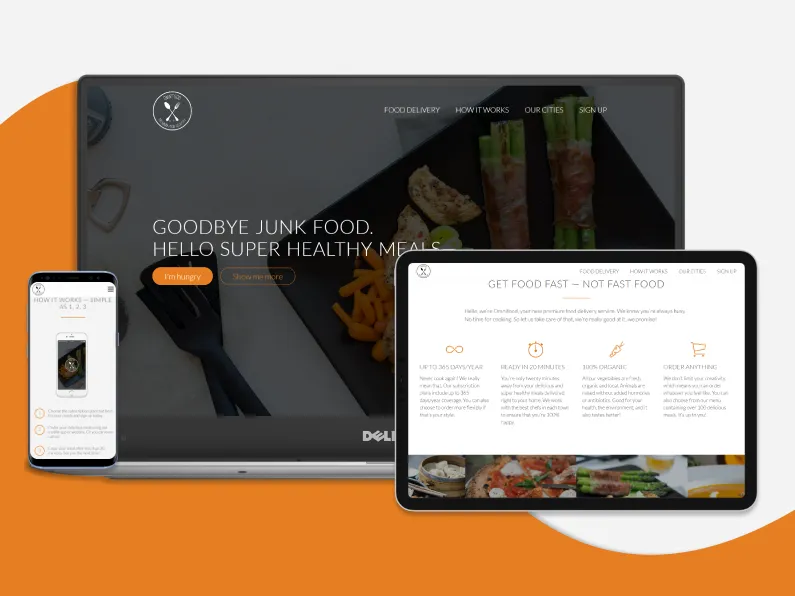 FOOD DELIVERY HOW IT WORKS OUR CITIES SIGN UP
GOODBYE JUNK FOOD.
HELLO SUPER HEALTHY MEALS.
I'm hungry Show me more
DELL
HOW IT WORKS — SIMPLE
AS 1, 2, 3
1
2
3
FOOD DELIVERY HOW IT WORKS OUR CITIES SIGN UP
GET FOOD FAST — NOT FAST FOOD
Hello, we're Omnifood, your new premium food delivery service. We know you're always busy.
No time for cooking. So let us take care of that, we're really good at it, we promise!
UP TO 365 DAYS/YEAR
Never cook again! We really
mean that. Our subscription
plans include up to 365
days/year coverage. You can also
choose to order more flexibly if
that's your style.
READY IN 20 MINUTES
You're only twenty minutes
away from your delicious and
super healthy meals delivered
right to your home. We work
with the best chefs in each town
to ensure that you're 100%
happy.
100% ORGANIC
All our vegetables are fresh,
organic and local. Animals are
raised without added hormones
or antibiotics. Good for your
health, the environment, and it
also tastes better!
ORDER ANYTHING
We don't limit your creativity,
which means you can order
whatever you feel like. You can
also choose from our menu
containing over 100 delicious
meals. It's up to you!